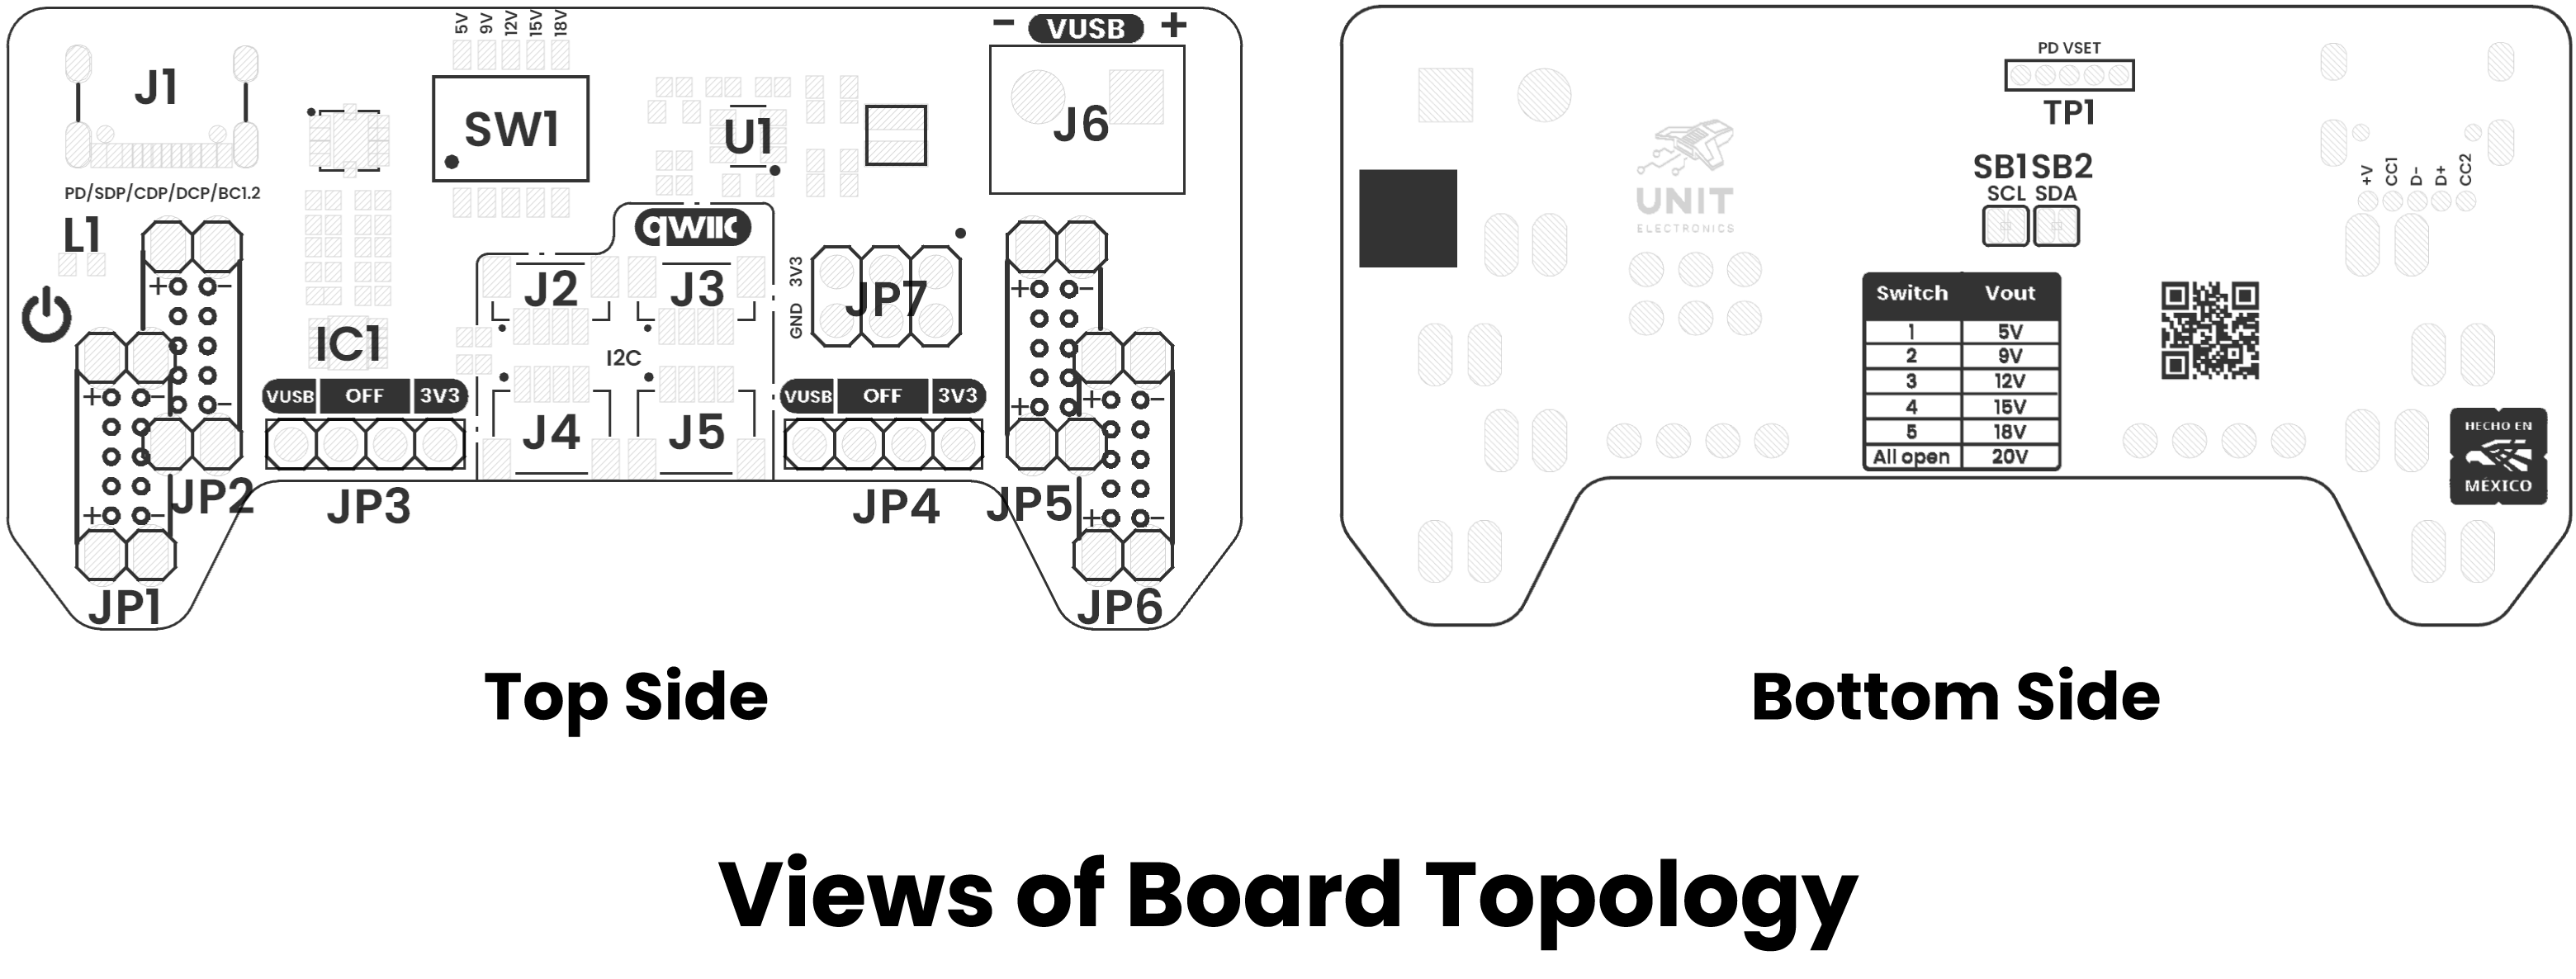 5V 9V 12V 15V 18V
- VUSB +
J1
SW1
U1
J6
PD/SDP/CDP/DCP/BC1.2
L1
qwiic
+ -
+ -
GND 3V3
J2
J3
JP7
IC1
I2C
+ -
+ -
+
+ -
VUSB OFF 3V3
VUSB OFF 3V3
J4
J5
+ -
+ -
JP2
JP3
JP4
JP5
JP1
JP6
Top Side
PD VSET
TP1
SB1 SB2
SCL SDA
+V CC1 D- D+ CC2
UNIT
ELECTRONICS
Switch Vout
1 5V
2 9V
3 12V
4 15V
5 18V
All open 20V
HECHO EN
MÉXICO
Bottom Side
Views of Board Topology